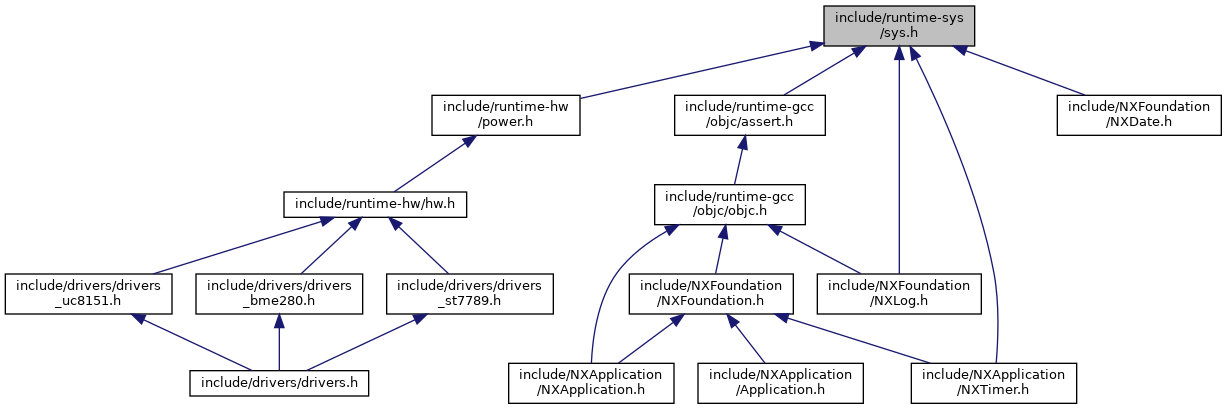 include/runtime-sys
/sys.h
include/runtime-hw
/power.h
include/runtime-gcc
/objc/assert.h
include/NXFoundation
/NXDate.h
include/runtime-hw/hw.h
include/runtime-gcc
/objc/objc.h
include/drivers/drivers
_uc8151.h
include/drivers/drivers
_bme280.h
include/drivers/drivers
_st7789.h
include/NXFoundation
/NXFoundation.h
include/NXFoundation
/NXLog.h
include/drivers/drivers.h
include/NXApplication
/NXApplication.h
include/NXApplication
/Application.h
include/NXApplication
/NXTimer.h